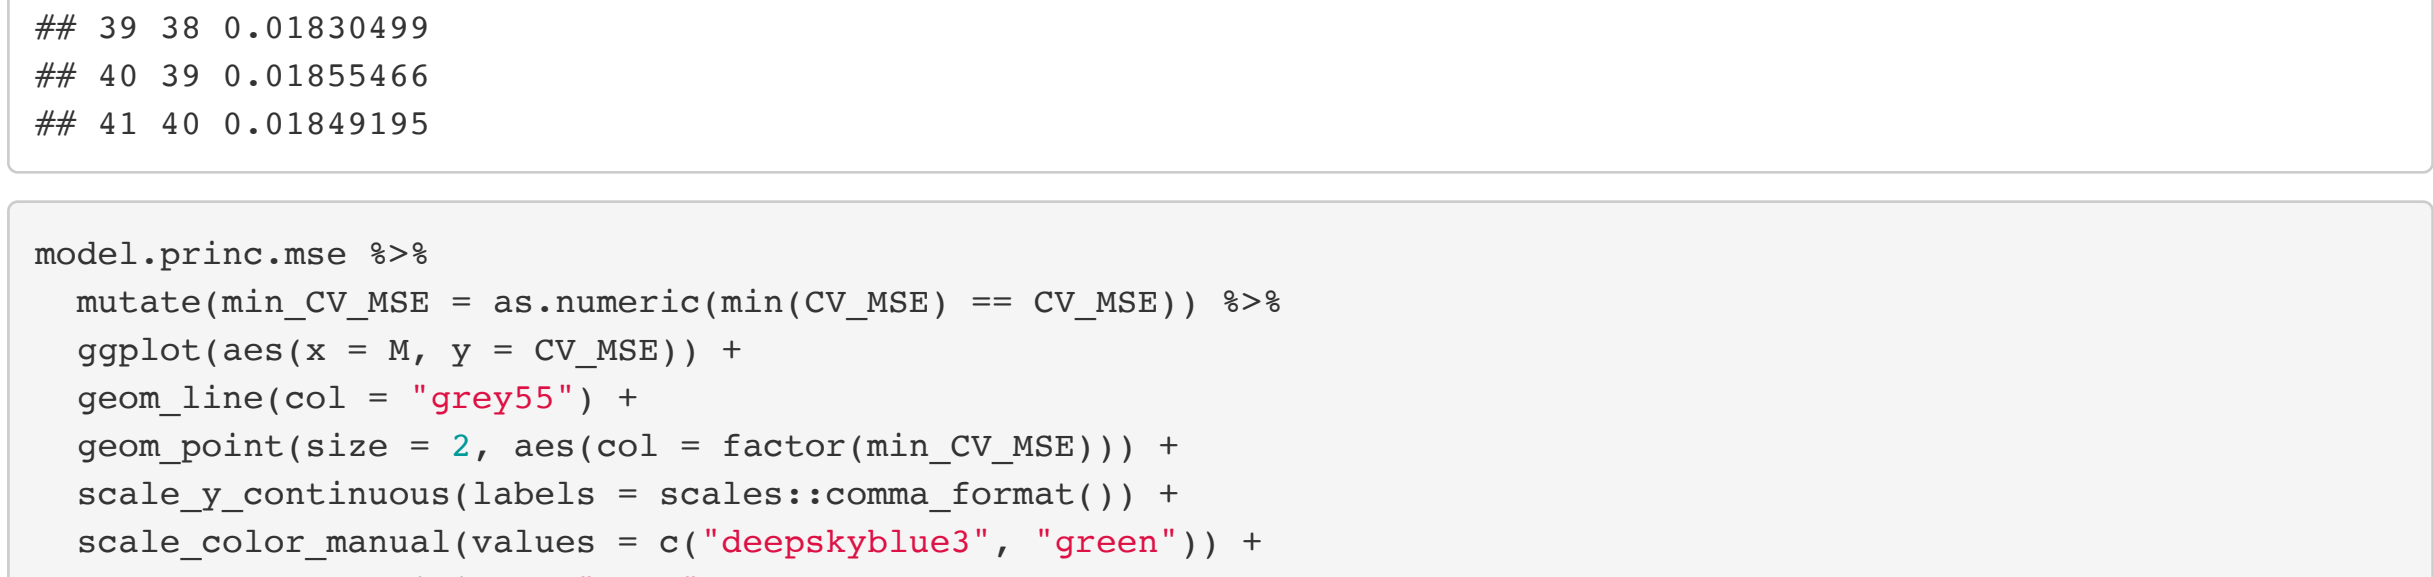 ## 39 38 0.01830499
## 40 39 0.01855466
## 41 40 0.01849195
model.princ.mse %>%
  mutate(min_CV_MSE = as.numeric(min(CV_MSE) == CV_MSE)) %>%
  ggplot(aes(x = M, y = CV_MSE)) +
  geom_line(col = "grey55") +
  geom_point(size = 2, aes(col = factor(min_CV_MSE))) +
  scale_y_continuous(labels = scales::comma_format()) +
  scale_color_manual(values = c("deepskyblue3", "green")) +